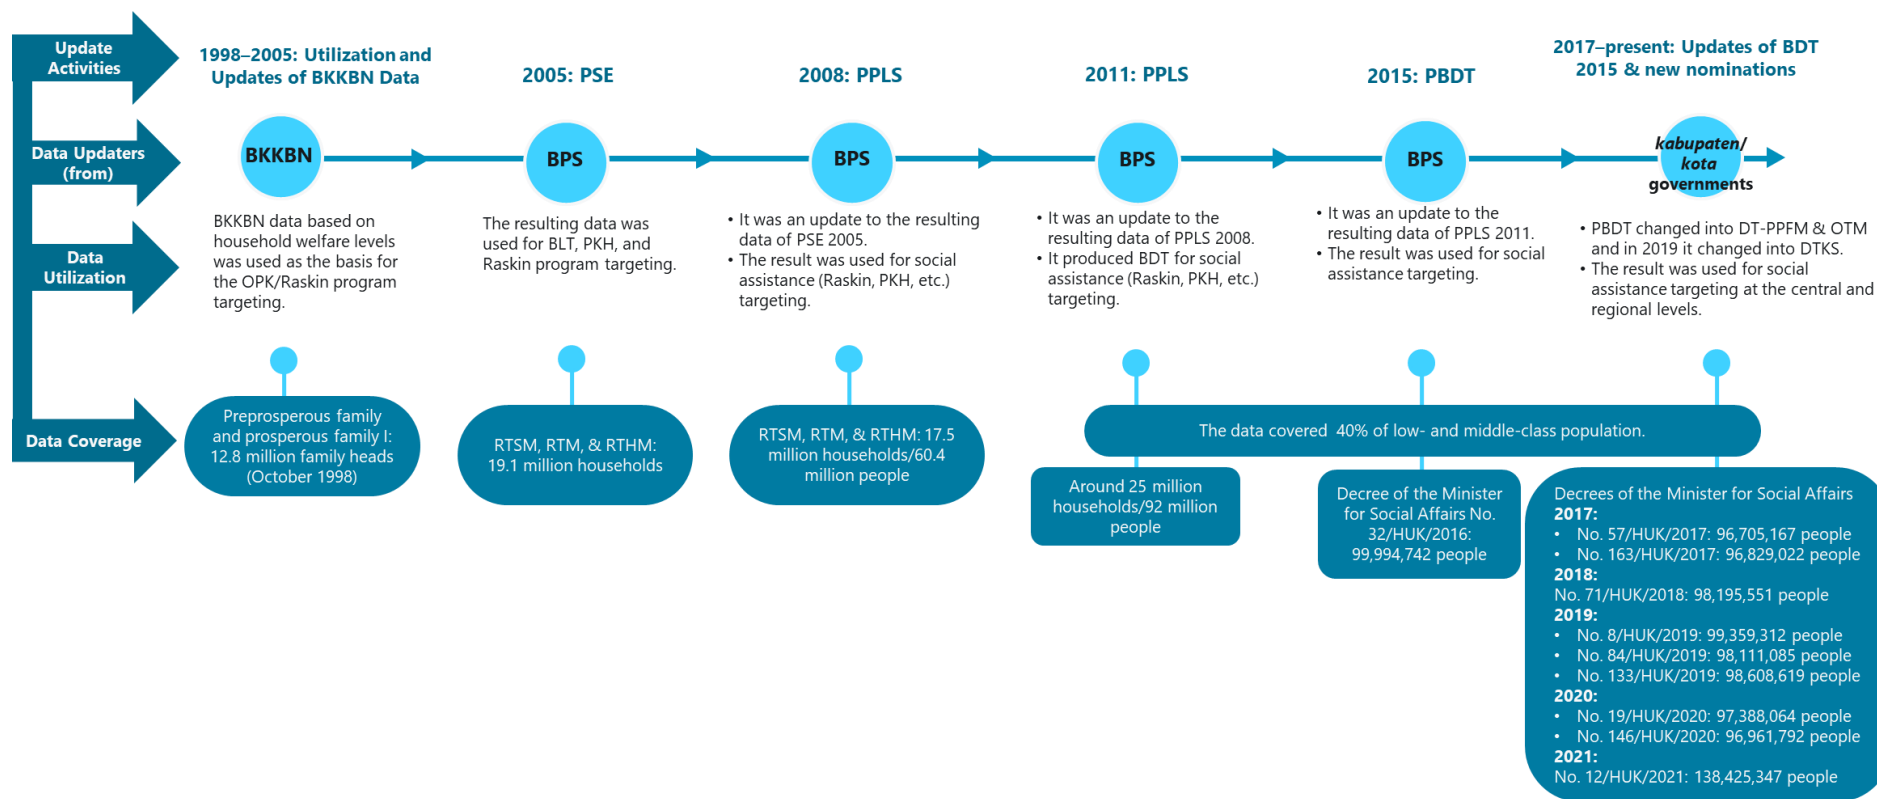 Update
Activities
1998–2005: Utilization and
Updates of BKKBN Data
2005: PSE
2008: PPLS
2011: PPLS
2015: PBDT
2017–present: Updates of BDT
2015 & new nominations
Data Updaters
(from)
BKKBN
BPS
BPS
BPS
BPS
kabupaten/
kota
governments
Data
Utilization
BKKBN data based on
household welfare levels
was used as the basis for
the OPK/Raskin program
targeting.
The resulting data was
used for BLT, PKH, and
Raskin program targeting.
• It was an update to the resulting
data of PSE 2005.
• The result was used for social
assistance (Raskin, PKH, etc.)
targeting.
• It was an update to the
resulting data of PPLS 2008.
• It produced BDT for social
assistance (Raskin, PKH, etc.)
targeting.
• It was an update to the
resulting data of PPLS 2011.
• The result was used for social
assistance targeting.
• PBDT changed into DT-PPFM & OTM
and in 2019 it changed into DTKS.
• The result was used for social
assistance targeting at the central and
regional levels.
Data Coverage
Preprosperous family
and prosperous family I:
12.8 million family heads
(October 1998)
RTSM, RTM, & RTHM:
19.1 million households
RTSM, RTM, & RTHM: 17.5
million households/60.4
million people
The data covered 40% of low- and middle-class population.
Around 25 million
households/92 million
people
Decree of the Minister
for Social Affairs No.
32/HUK/2016:
99,994,742 people
Decrees of the Minister for Social Affairs
2017:
• No. 57/HUK/2017: 96,705,167 people
• No. 163/HUK/2017: 96,829,022 people
2018:
No. 71/HUK/2018: 98,195,551 people
2019:
• No. 8/HUK/2019: 99,359,312 people
• No. 84/HUK/2019: 98,111,085 people
• No. 133/HUK/2019: 98,608,619 people
2020:
• No. 19/HUK/2020: 97,388,064 people
• No. 146/HUK/2020: 96,961,792 people
2021:
No. 12/HUK/2021: 138,425,347 people